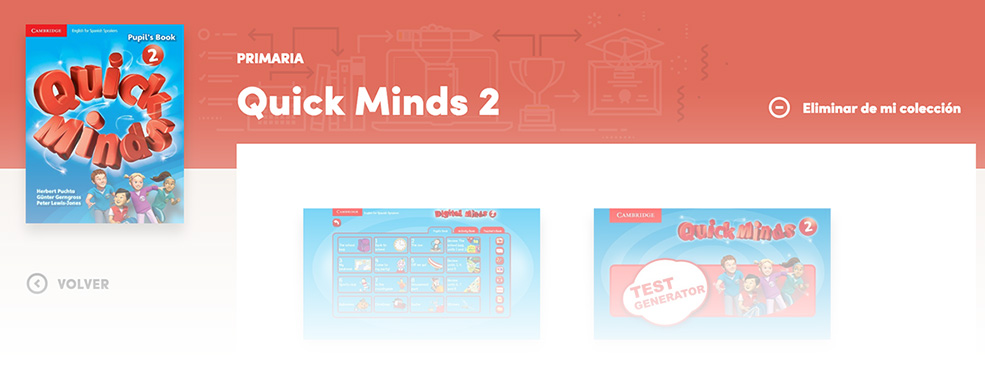 CAMBRIDGE
English for Spanish Speakers
Pupil's Book
2
Quick
Minds
Herbert Puchta
Günter Gerngross
Peter Lewis-Jones
PRIMARIA
Quick Minds 2
Eliminar de mi colección
VOLVER
CAMBRIDGE
Digital Minds 2
CAMBRIDGE
Quick Minds 2
TEST
GENERATOR